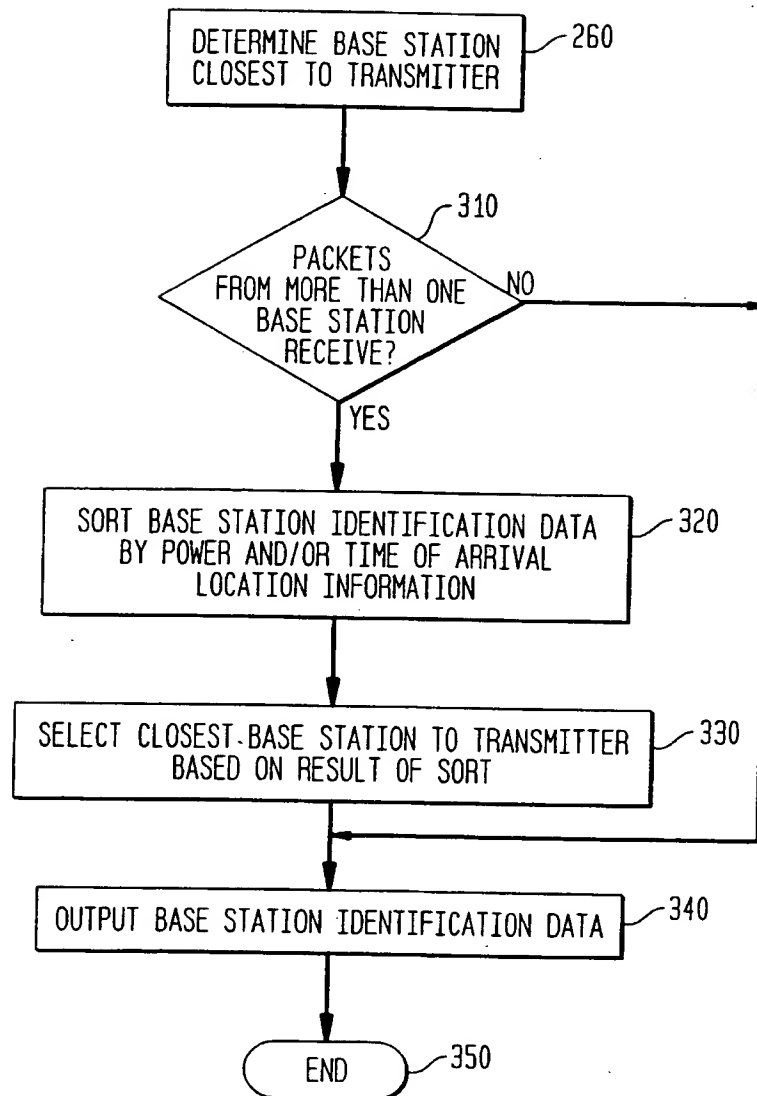 DETERMINE BASE STATION
CLOSEST TO TRANSMITTER
260
310
PACKETS
FROM MORE THAN ONE
BASE STATION
RECEIVE?
NO
YES
SORT BASE STATION IDENTIFICATION DATA
BY POWER AND/OR TIME OF ARRIVAL
LOCATION INFORMATION
320
SELECT CLOSEST BASE STATION TO TRANSMITTER
BASED ON RESULT OF SORT
330
OUTPUT BASE STATION IDENTIFICATION DATA
340
END
350